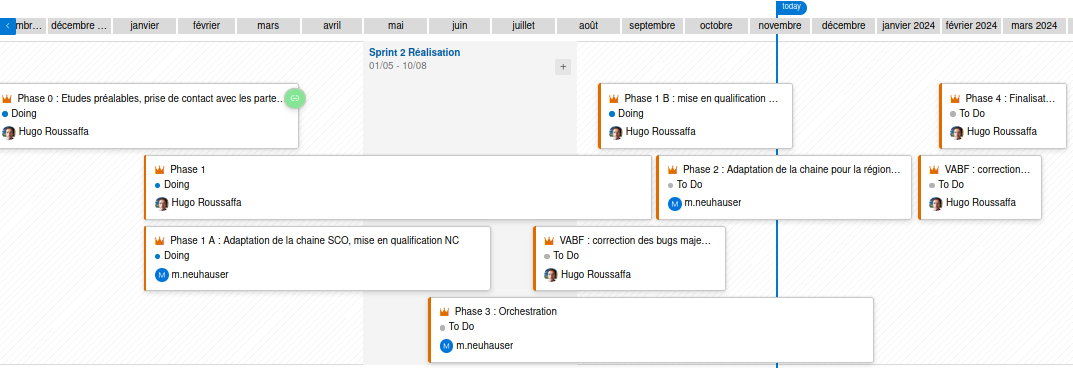 today
mbr... décembre ... janvier février mars avril mai juin juillet août septembre octobre novembre décembre janvier 2024 février 2024 mars 2024
Sprint 2 Réalisation
01/05 - 10/08
+
Phase 0 : Etudes préalables, prise de contact avec les parte...
Doing
Hugo Roussaffa
Phase 1 B : mise en qualification ...
Doing
Hugo Roussaffa
Phase 4 : Finalisat...
To Do
Hugo Roussaffa
Phase 1
Doing
Hugo Roussaffa
Phase 2 : Adaptation de la chaine pour la région...
To Do
M m.neuhauser
VABF : correction...
To Do
Hugo Roussaffa
Phase 1 A : Adaptation de la chaine SCO, mise en qualification NC
Doing
M m.neuhauser
VABF : correction des bugs maje...
To Do
Hugo Roussaffa
Phase 3 : Orchestration
To Do
M m.neuhauser